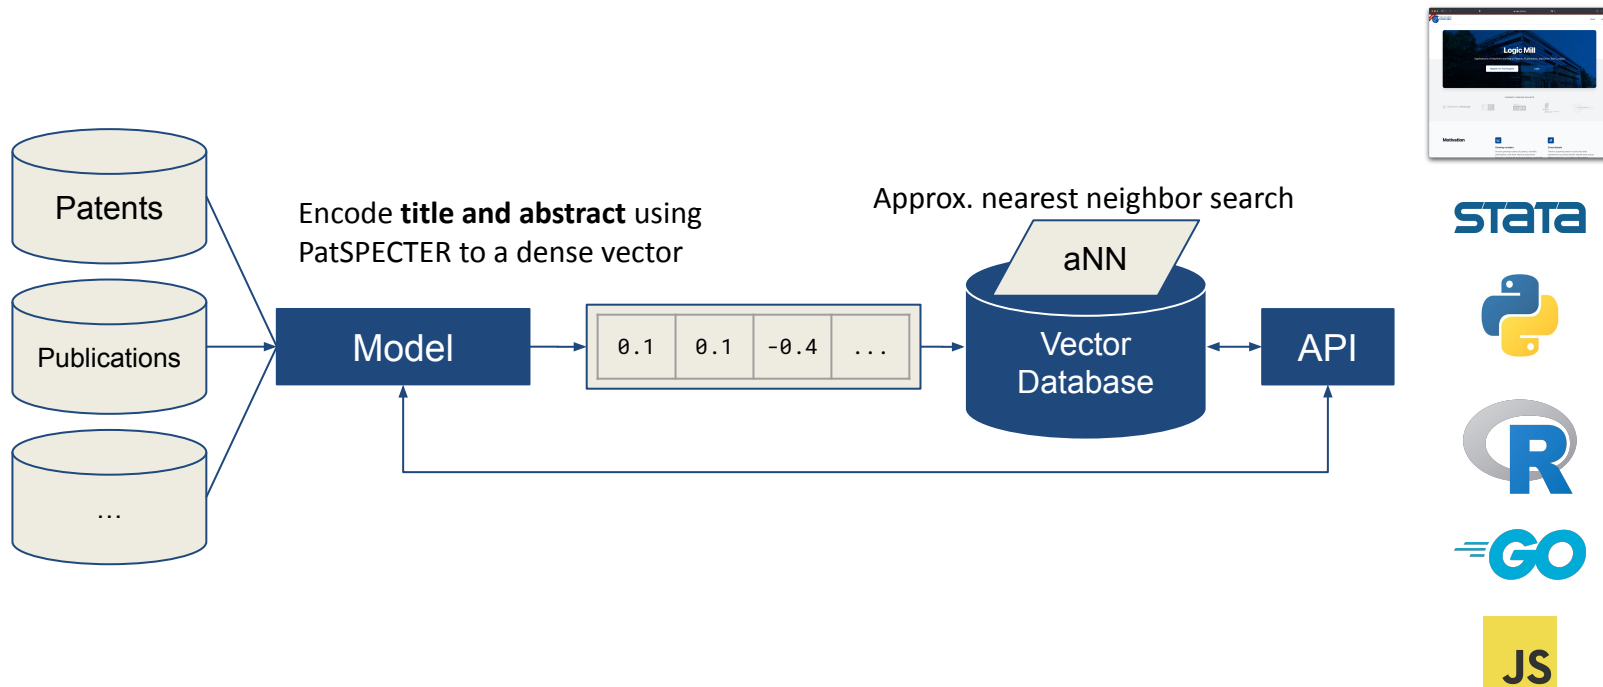 Logic Mill
Motivation
Patents
Publications
...
Encode title and abstract using
PatSPECTER to a dense vector
Model
0.1 0.1 -0.4 ...
Approx. nearest neighbor search
aNN
Vector
Database
API
STATA
R
GO
JS